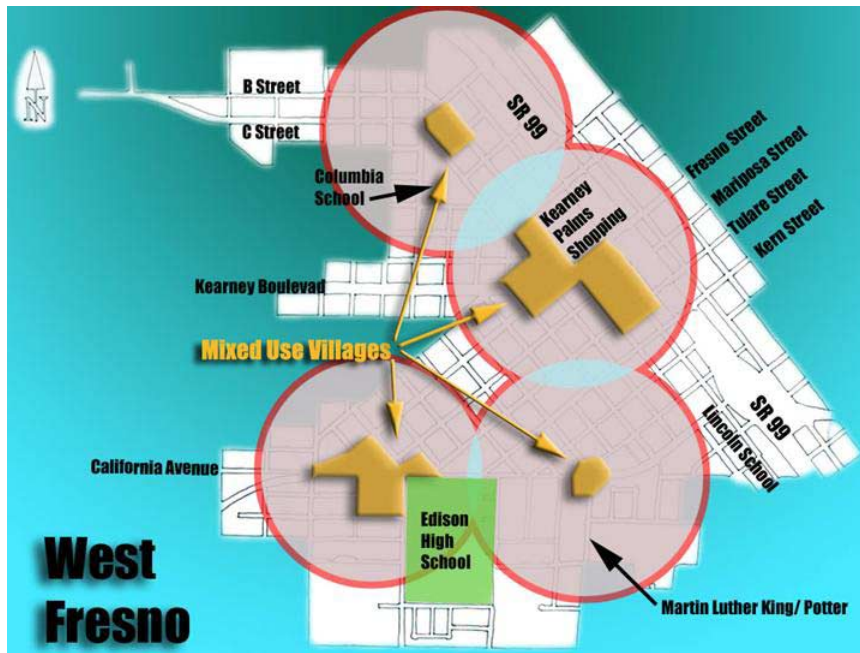 N
B Street
C Street
SR 99
Fresno Street
Mariposa Street
Tulare Street
Kern Street
Columbia
School
Kearney
Palms
Shopping
Kearney Boulevad
Mixed Use Villages
SR 99
Lincoln School
California Avenue
Edison
High
School
West
Fresno
Martin Luther King/ Potter